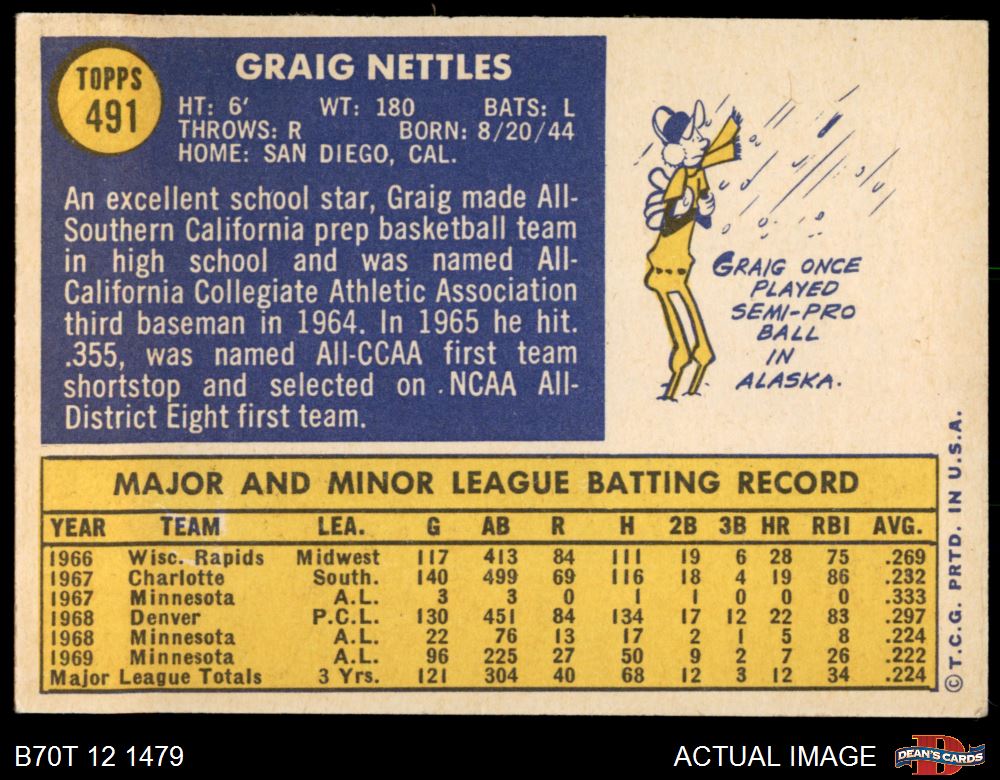 TOPPS
491
GRAIG NETTLES
HT: 6' WT: 180 BATS: L
THROWS: R BORN: 8/20/44
HOME: SAN DIEGO, CAL.
An excellent school star, Graig made All-
Southern California prep basketball team
in high school and was named All-
California Collegiate Athletic Association
third baseman in 1964. In 1965 he hit.
.355, was named All-CCAA first team
shortstop and selected on .NCAA All-
District Eight first team.
GRAIG ONCE
PLAYED
SEMI-PRO
BALL
IN
ALASKA.
MAJOR AND MINOR LEAGUE BATTING RECORD
YEAR TEAM LEA. G AB R H 2B 3B HR RBI AVG.
1966 Wisc. Rapids Midwest 117 413 84 111 19 6 28 75 .269
1967 Charlotte South. 140 499 69 116 18 4 19 86 .232
1967 Minnesota A.L. 3 3 0 1 1 0 0 0 .333
1968 Denver P.C.L. 130 451 84 134 17 12 22 83 .297
1968 Minnesota A.L. 22 76 13 17 2 1 5 8 .224
1969 Minnesota A.L. 96 225 27 50 9 2 7 26 .222
Major League Totals 3 Yrs. 121 304 40 68 12 3 12 34 .224
©T.C.G. PRTD. IN U.S.A.
B70T 12 1479
ACTUAL IMAGE
DEAN'S CARDS